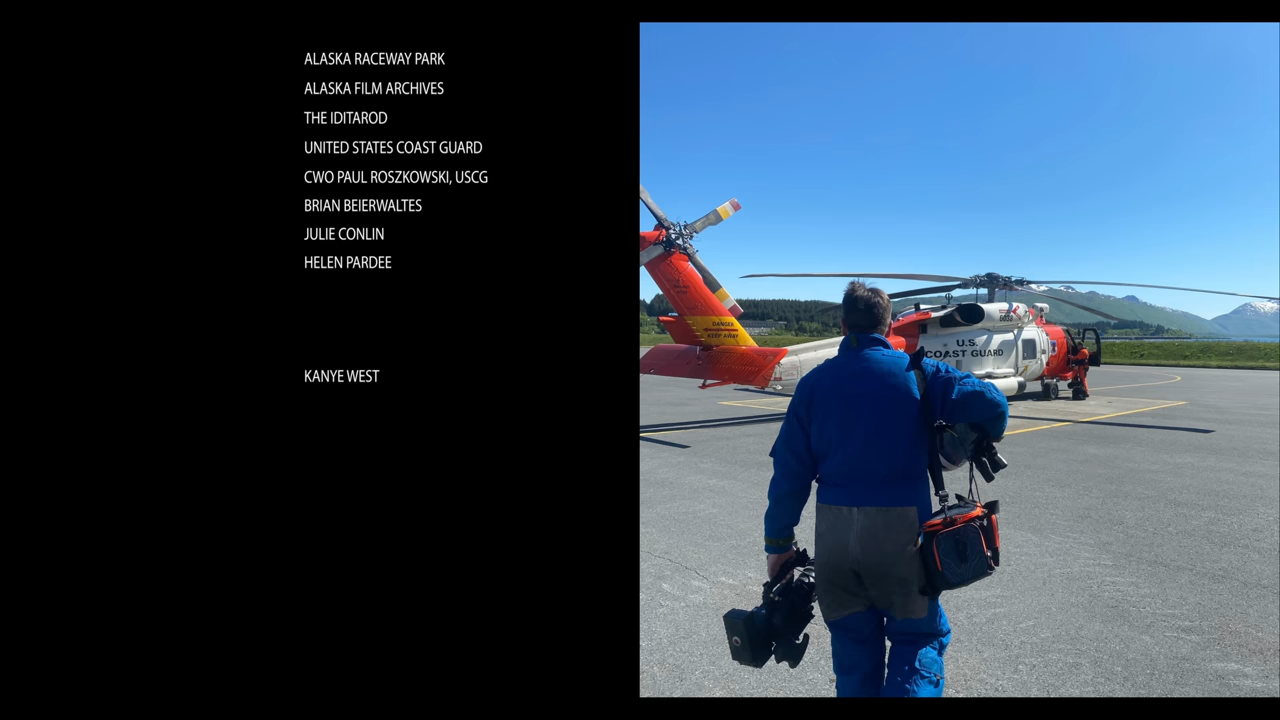 ALASKA RACEWAY PARK
ALASKA FILM ARCHIVES
THE IDITAROD
UNITED STATES COAST GUARD
CWO PAUL ROSZKOWSKI, USCG
BRIAN BEIERWALTES
JULIE CONLIN
HELEN PARDEE
KANYE WEST
DANGER
KEEP AWAY
U.S.
COAST GUARD